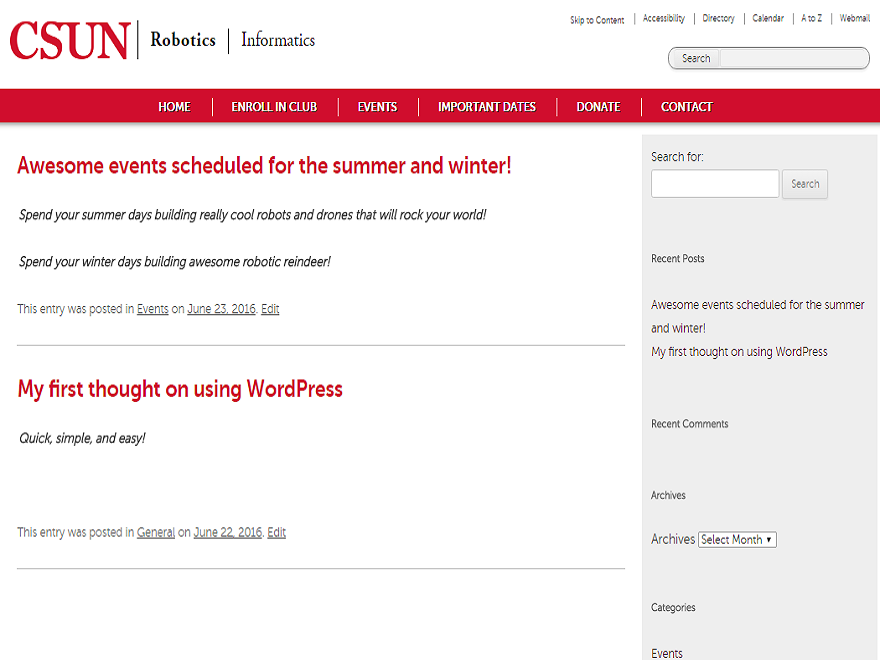 Skip to Content | Accessibility | Directory | Calendar | A to Z | Webmail
CSUN | Robotics | Informatics
Search
HOME | ENROLL IN CLUB | EVENTS | IMPORTANT DATES | DONATE | CONTACT
Awesome events scheduled for the summer and winter!
Spend your summer days building really cool robots and drones that will rock your world!
Spend your winter days building awesome robotic reindeer!
This entry was posted in Events on June 23, 2016. Edit
My first thought on using WordPress
Quick, simple, and easy!
This entry was posted in General on June 22, 2016. Edit
Search for:
Search
Recent Posts
Awesome events scheduled for the summer
and winter!
My first thought on using WordPress
Recent Comments
Archives
Archives Select Month
Categories
Events